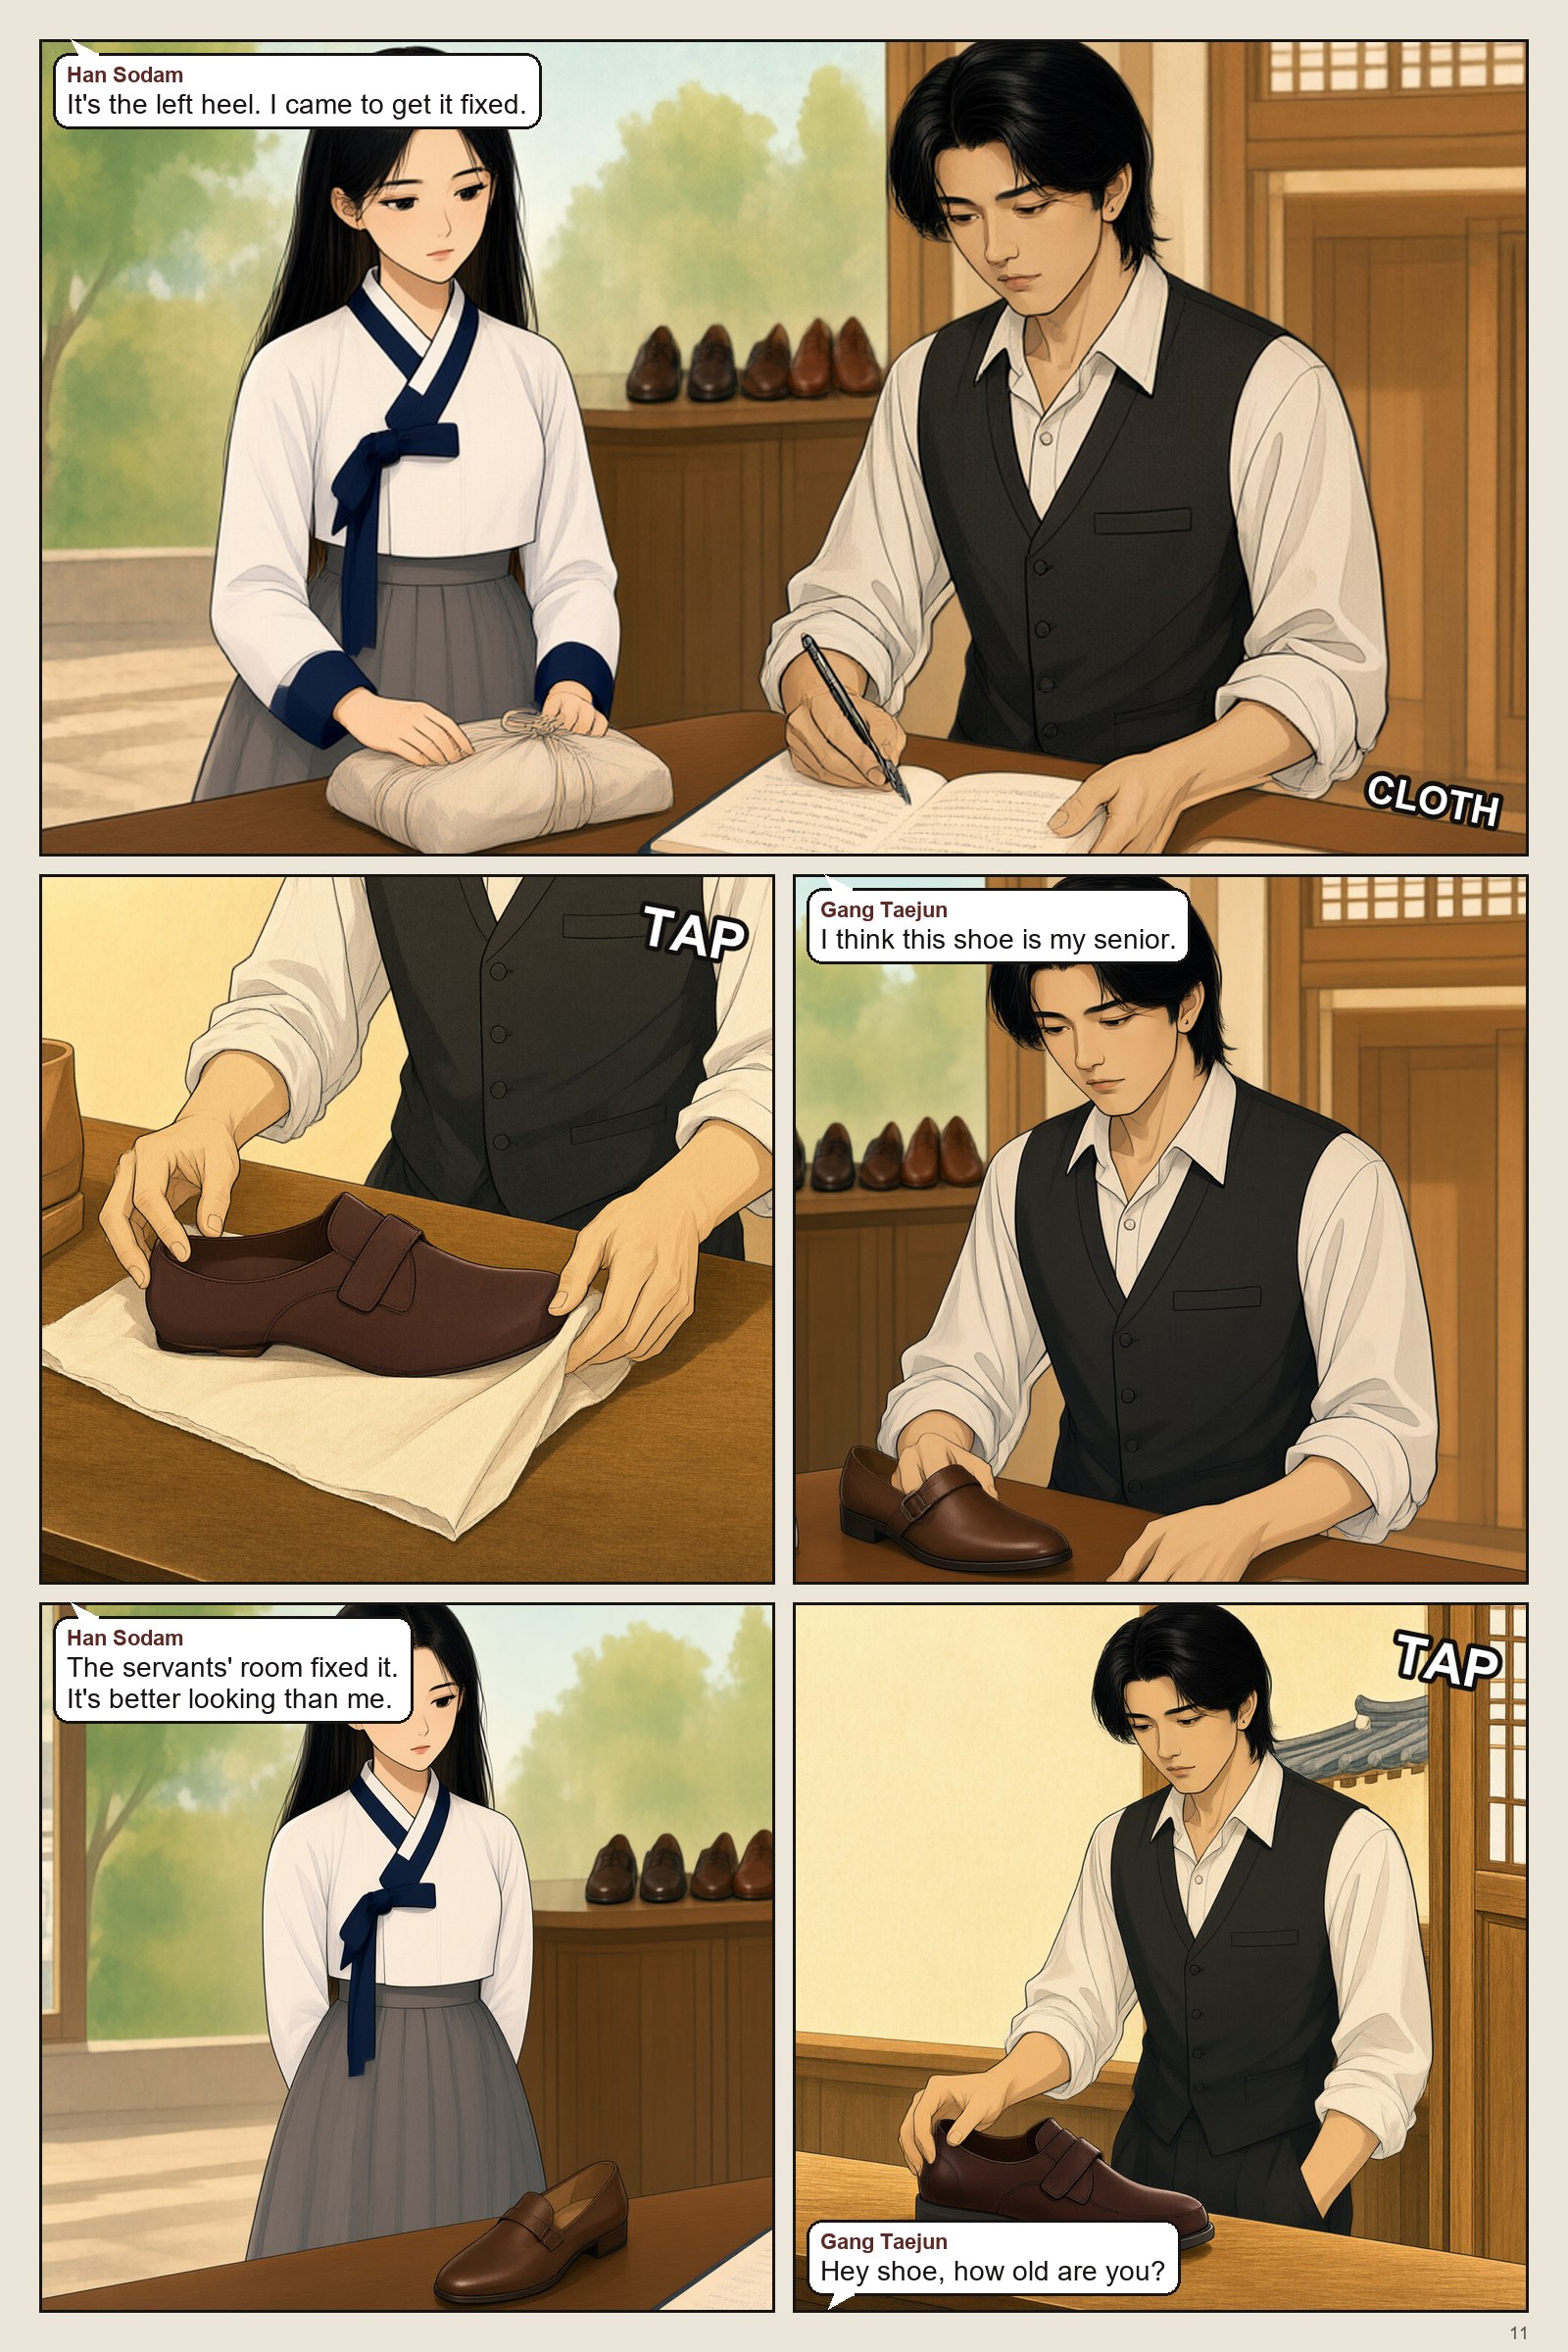 Han Sodam
It's the left heel. I came to get it fixed.
CLOTH
TAP
Gang Taejun
I think this shoe is my senior.
Han Sodam
The servants' room fixed it.
It's better looking than me.
TAP
Gang Taejun
Hey shoe, how old are you?
11